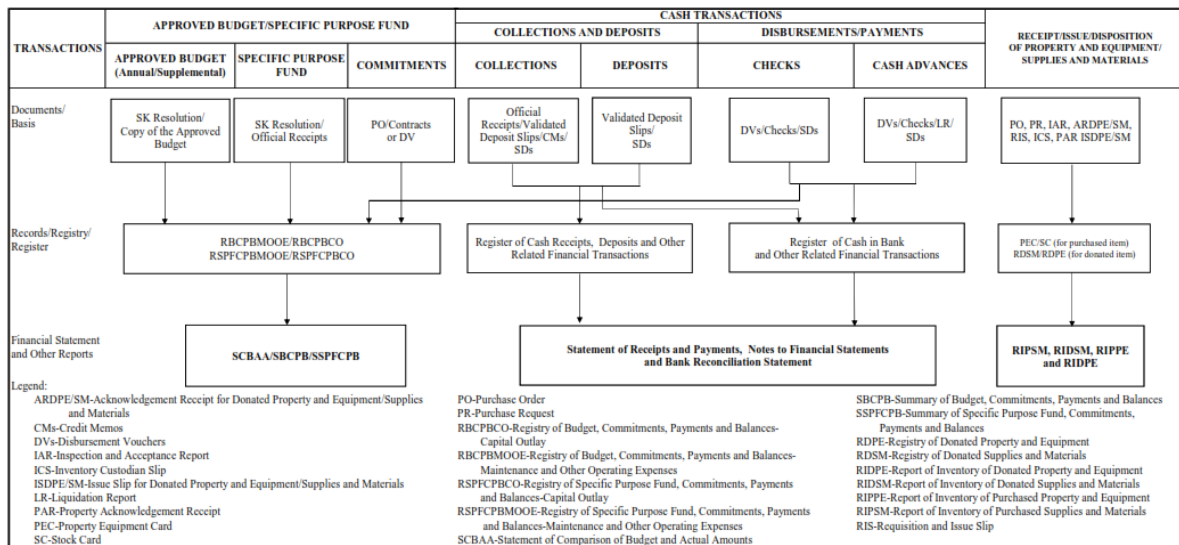 TRANSACTIONS
APPROVED BUDGET/SPECIFIC PURPOSE FUND
APPROVED BUDGET
(Annual/Supplemental)
SPECIFIC PURPOSE
FUND
COMMITMENTS
CASH TRANSACTIONS
COLLECTIONS AND DEPOSITS
DISBURSEMENTS/PAYMENTS
COLLECTIONS
DEPOSITS
CHECKS
CASH ADVANCES
RECEIPT/ISSUE/DISPOSITION
OF PROPERTY AND EQUIPMENT/
SUPPLIES AND MATERIALS
Documents/
Basis
SK Resolution/
Copy of the Approved
Budget
SK Resolution/
Official Receipts
PO/Contracts
or DV
Official
Receipts/Validated
Deposit Slips/CMs/
SDs
Validated Deposit
Slips/
SDs
DVs/Checks/SDs
DVs/Checks/LR/
SDs
PO, PR, IAR, ARDPE/SM,
RIS, ICS, PAR ISDPE/SM
Records/Registry/
Register
RBCPBMOOE/RBCPBCO
RSPFCPBMOOE/RSPFCPBCO
Register of Cash Receipts, Deposits and Other
Related Financial Transactions
Register of Cash in Bank
and Other Related Financial Transactions
PEC/SC (for purchased item)
RDSM/RDPE (for donated item)
Financial Statement
and Other Reports
SCBAA/SBCPB/SSPFCPB
Statement of Receipts and Payments, Notes to Financial Statements
and Bank Reconciliation Statement
RIPSM, RIDSM, RIPPE
and RIDPE
Legend:
ARDPE/SM-Acknowledgement Receipt for Donated Property and Equipment/Supplies
and Materials
CMs-Credit Memos
DVs-Disbursement Vouchers
IAR-Inspection and Acceptance Report
ICS-Inventory Custodian Slip
ISDPE/SM-Issue Slip for Donated Property and Equipment/Supplies and Materials
LR-Liquidation Report
PAR-Property Acknowledgement Receipt
PEC-Property Equipment Card
SC-Stock Card
PO-Purchase Order
PR-Purchase Request
RBCPBCO-Registry of Budget, Commitments, Payments and Balances-
Capital Outlay
RBCPBMOOE-Registry of Budget, Commitments, Payments and Balances-
Maintenance and Other Operating Expenses
RSPFCPBCO-Registry of Specific Purpose Fund, Commitments, Payments
and Balances-Capital Outlay
RSPFCPBMOOE-Registry of Specific Purpose Fund, Commitments, Payments
and Balances-Maintenance and Other Operating Expenses
SCBAA-Statement of Comparison of Budget and Actual Amounts
SBCPB-Summary of Budget, Commitments, Payments and Balances
SSPFCPB-Summary of Specific Purpose Fund, Commitments,
Payments and Balances
RDPE-Registry of Donated Property and Equipment
RDSM-Registry of Donated Supplies and Materials
RIDPE-Report of Inventory of Donated Property and Equipment
RIDSM-Report of Inventory of Donated Supplies and Materials
RIPPE-Report of Inventory of Purchased Property and Equipment
RIPSM-Report of Inventory of Purchased Supplies and Materials
RIS-Requisition and Issue Slip